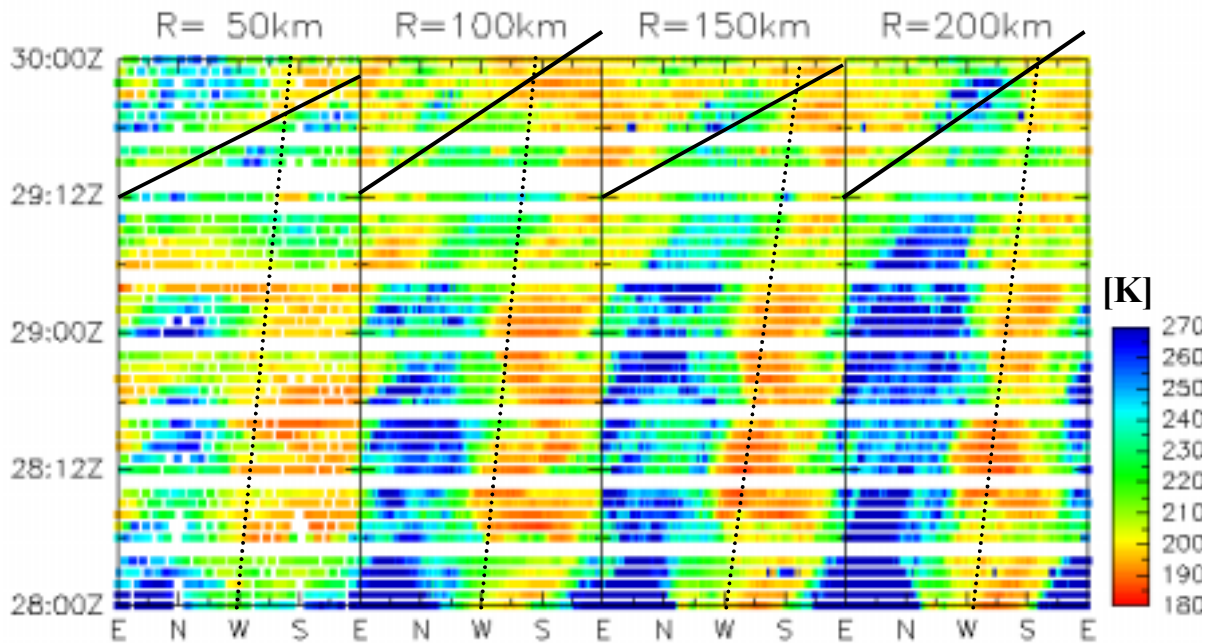 R= 50km R=100km R=150km R=200km
30:00Z
29:12Z
29:00Z
28:12Z
28:00Z
E N W S E N W S E N W S E N W S E
[K]
270
260
250
240
230
220
210
200
190
180